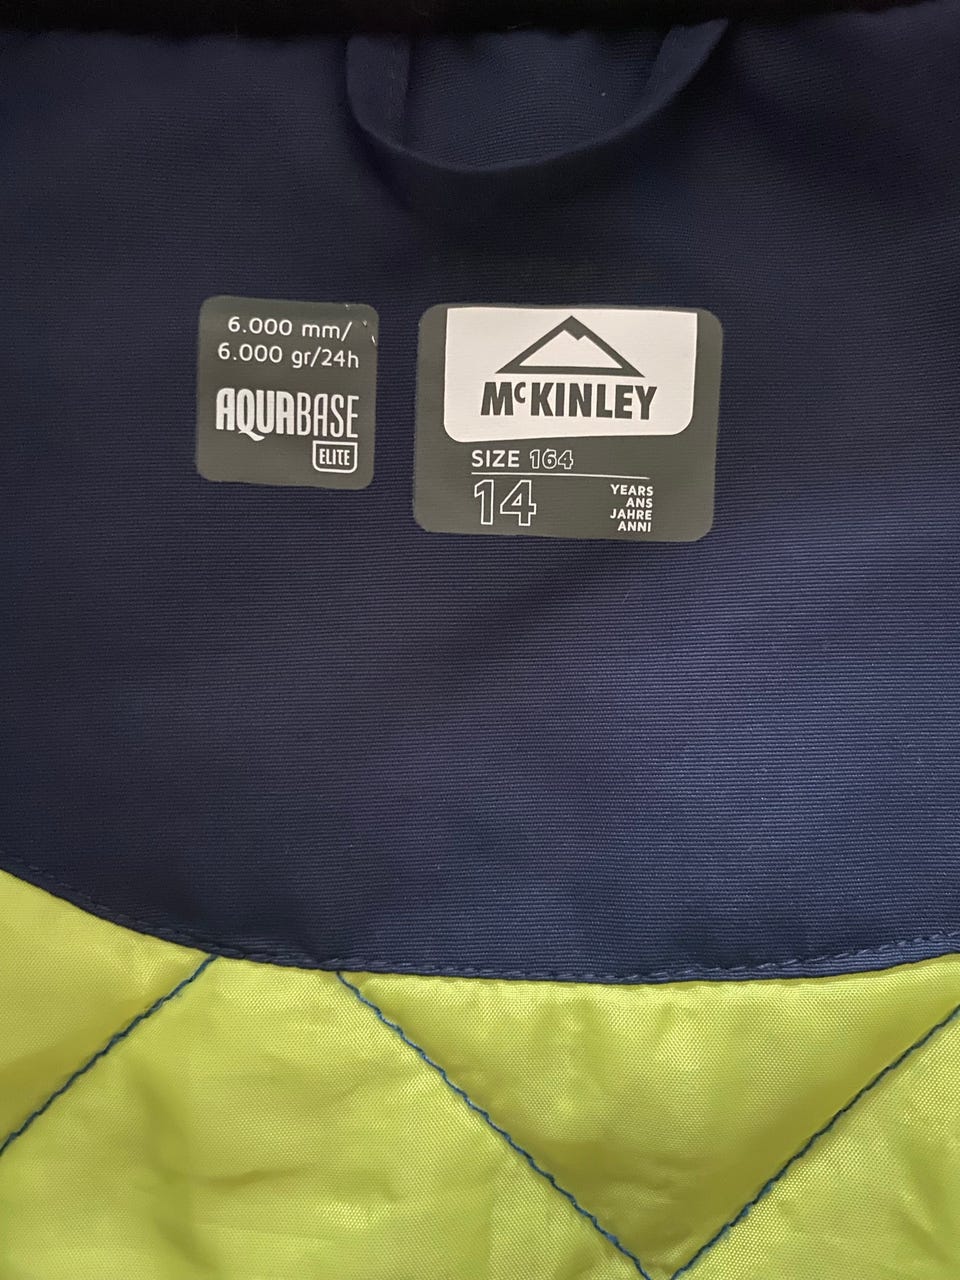 6.000 mm/
6.000 gr/24h
AQUABASE
ELITE
McKINLEY
SIZE 164
14
YEARS
ANS
JAHRE
ANNI